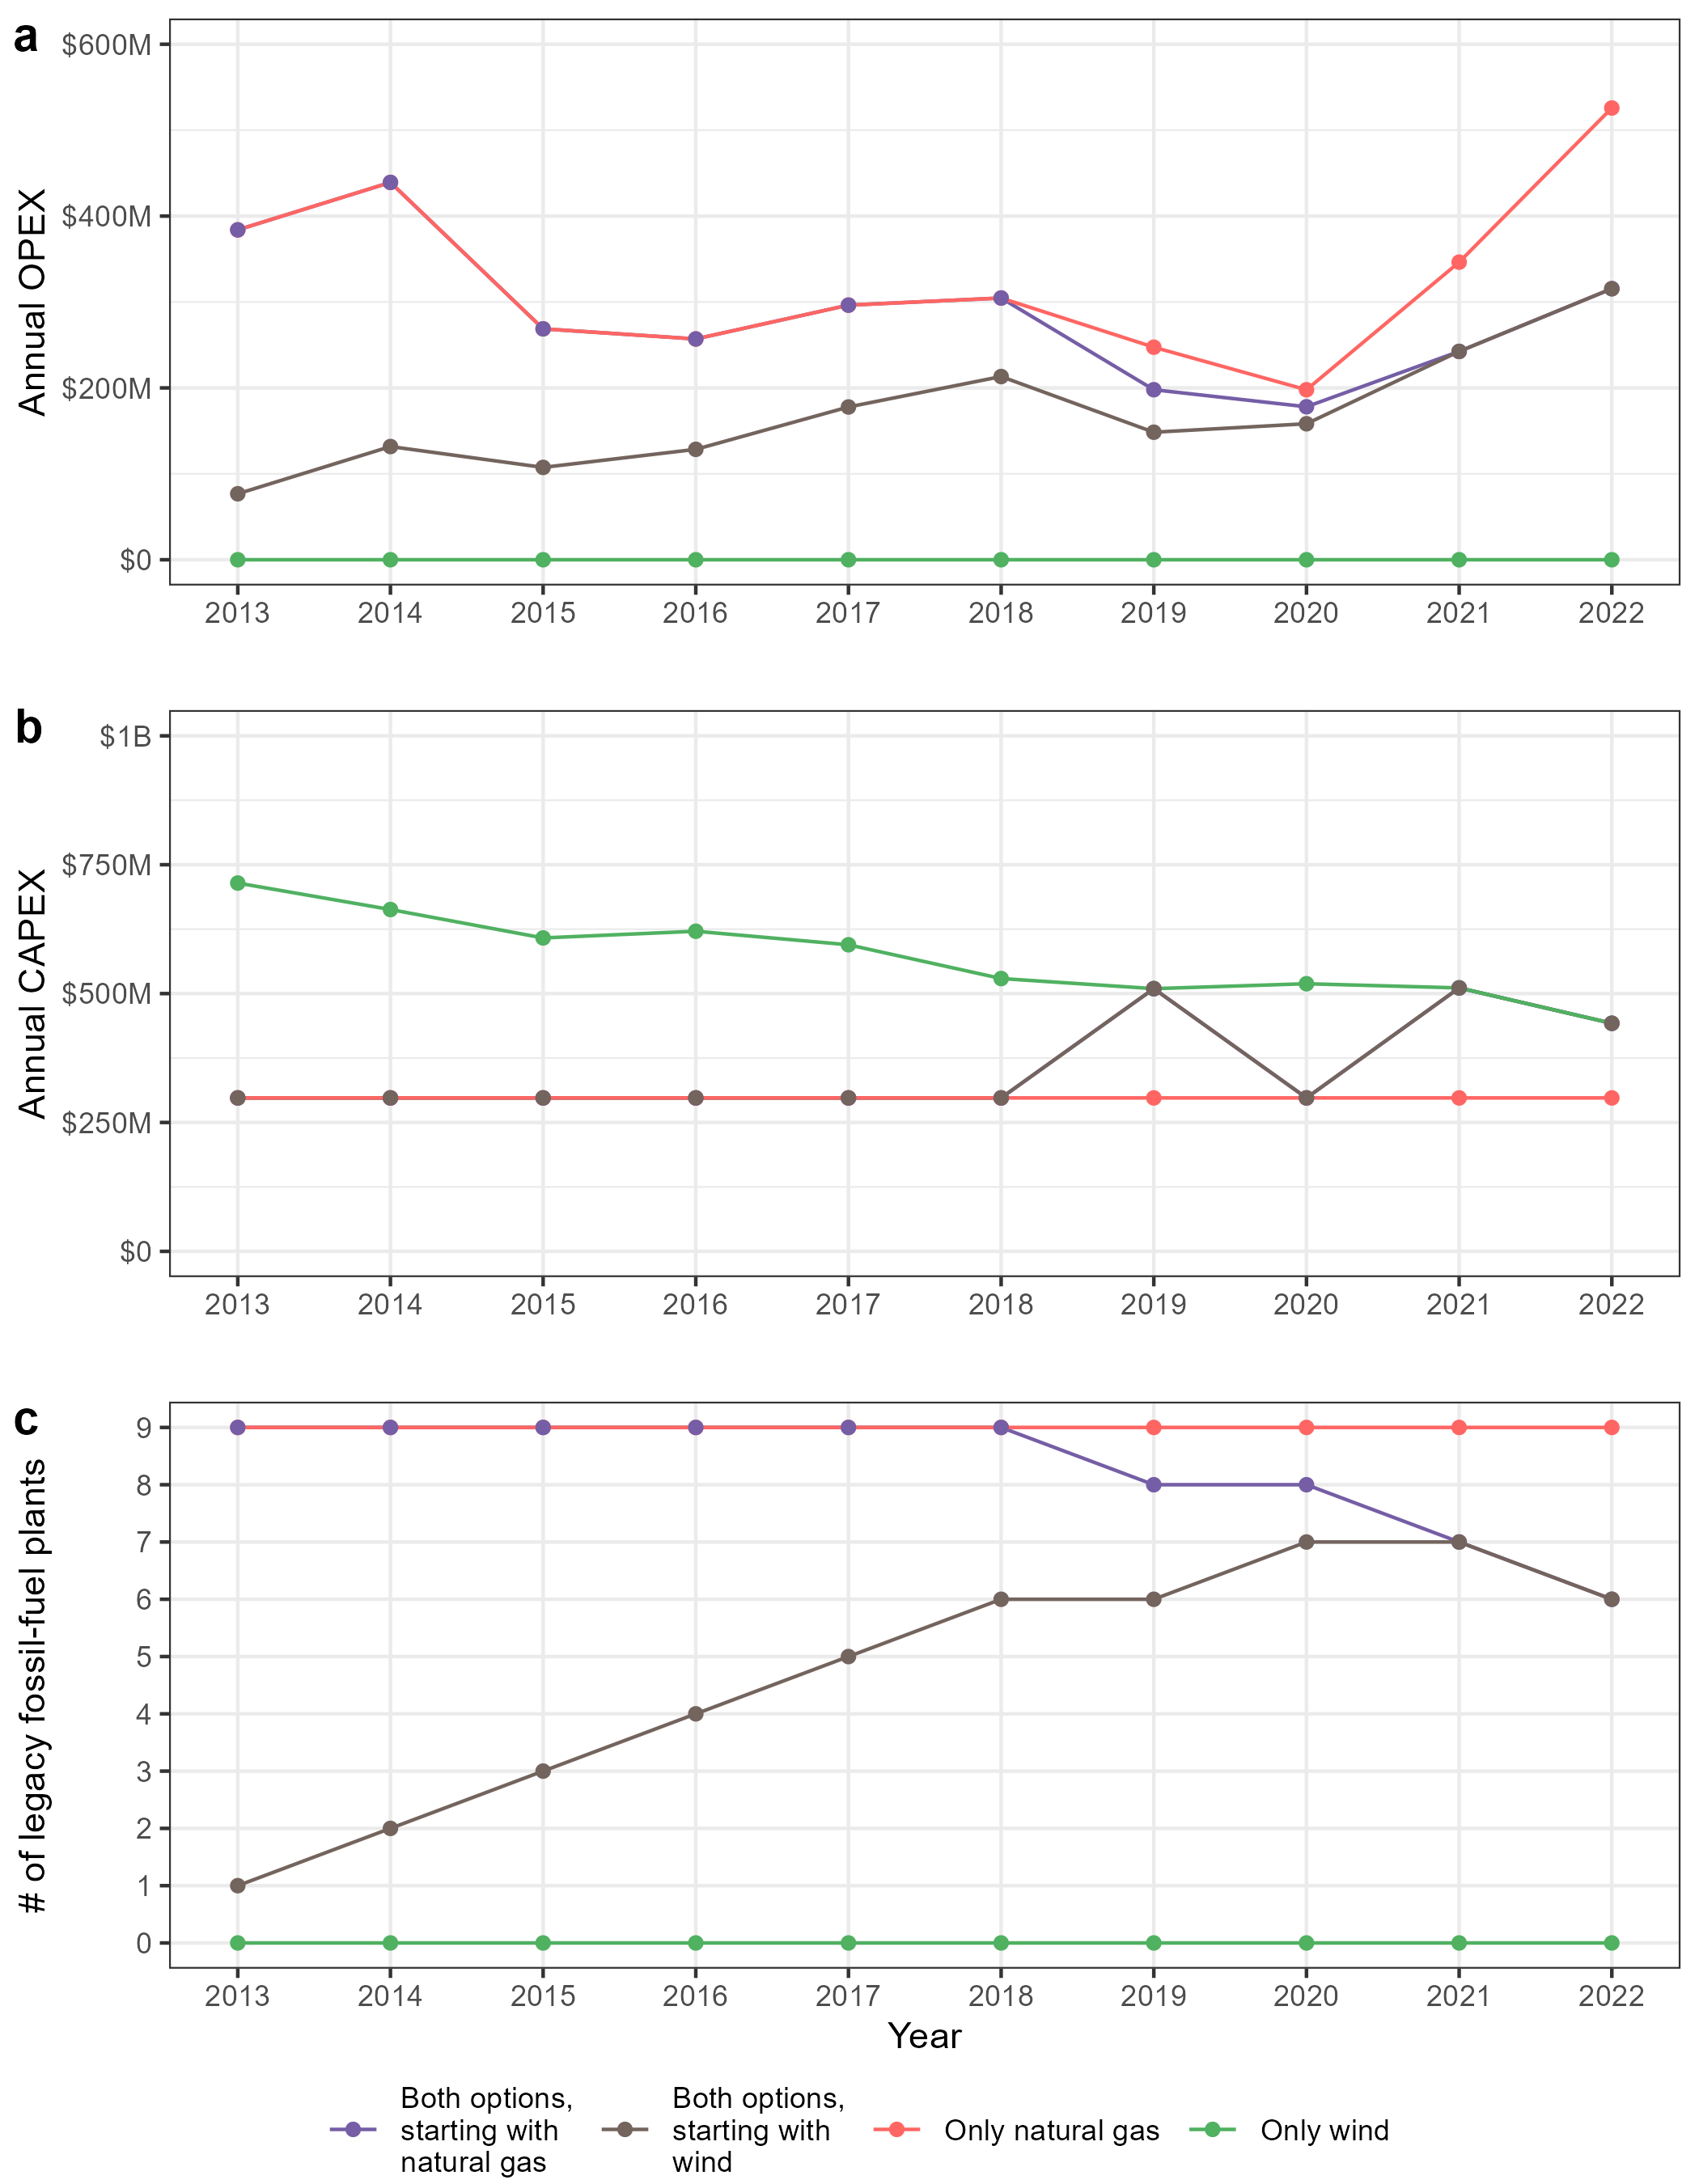 a
Annual OPEX
$600M
$400M
$200M
$0
2013 2014 2015 2016 2017 2018 2019 2020 2021 2022
b
Annual CAPEX
$1B
$750M
$500M
$250M
$0
2013 2014 2015 2016 2017 2018 2019 2020 2021 2022
c
# of legacy fossil-fuel plants
9
8
7
6
5
4
3
2
1
0
2013 2014 2015 2016 2017 2018 2019 2020 2021 2022
Year
Both options,
starting with
natural gas
Both options,
starting with
wind
Only natural gas
Only wind